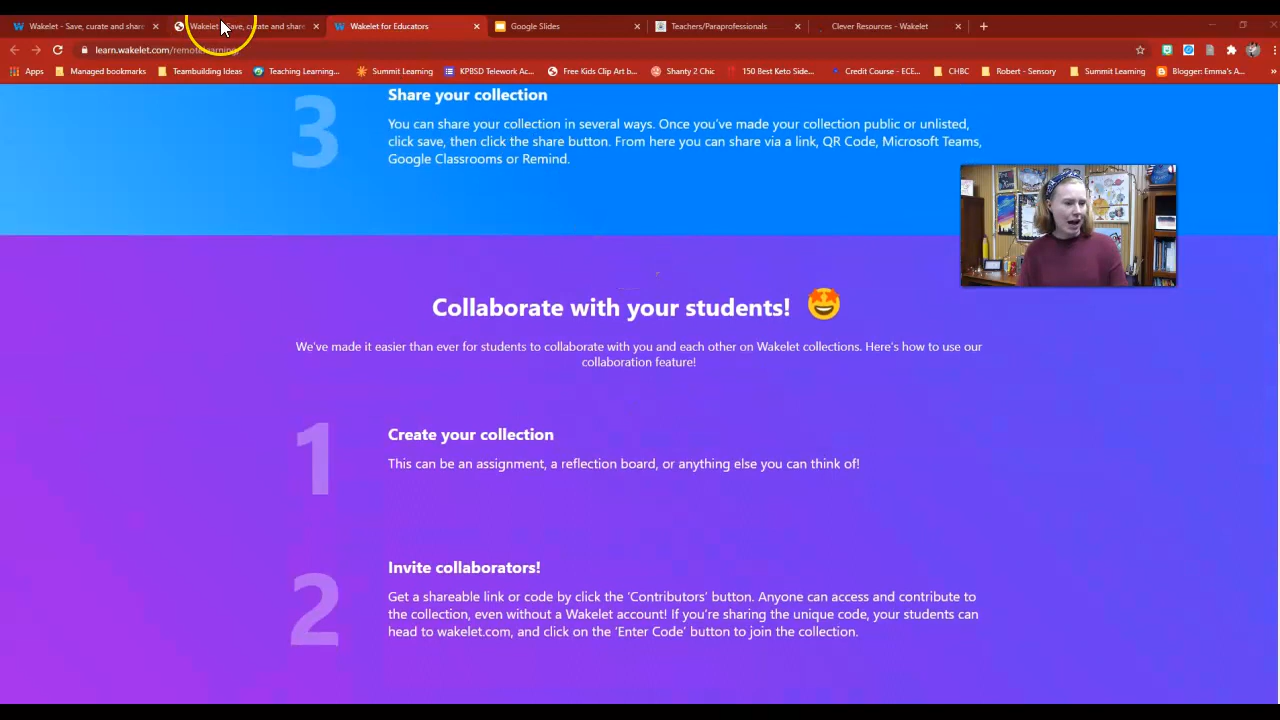 Wakelet - Save, curate and share
Wakelet - Save, curate and share
Wakelet for Educators
Google Slides
Teachers/Paraprofessionals
Clever Resources - Wakelet
learn.wakelet.com/remotelearning
Apps
Managed bookmarks
Teambuilding Ideas
Teaching Learning...
Summit Learning
KPBSD Telework Ac...
Free Kids Clip Art b...
Shanty 2 Chic
150 Best Keto Side...
Credit Course - ECE...
CHBC
Robert - Sensory
Summit Learning
Blogger: Emma's A...
3
Share your collection
You can share your collection in several ways. Once you've made your collection public or unlisted,
click save, then click the share button. From here you can share via a link, QR Code, Microsoft Teams,
Google Classrooms or Remind.
Collaborate with your students!
We've made it easier than ever for students to collaborate with you and each other on Wakelet collections. Here's how to use our
collaboration feature!
1
Create your collection
This can be an assignment, a reflection board, or anything else you can think of!
2
Invite collaborators!
Get a shareable link or code by click the 'Contributors' button. Anyone can access and contribute to
the collection, even without a Wakelet account! If you're sharing the unique code, your students can
head to wakelet.com, and click on the 'Enter Code' button to join the collection.